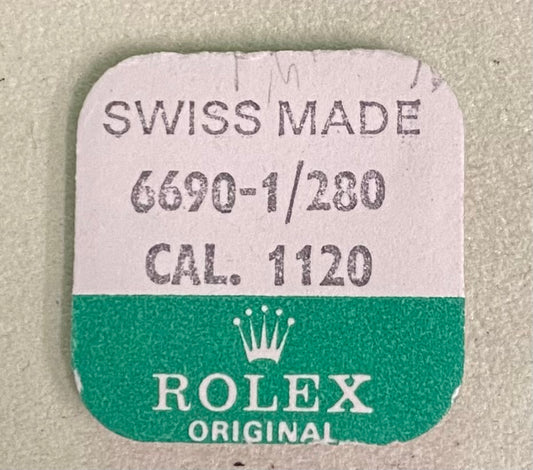 SWISS MADE
6690-1/280
CAL. 1120
ROLEX
ORIGINAL